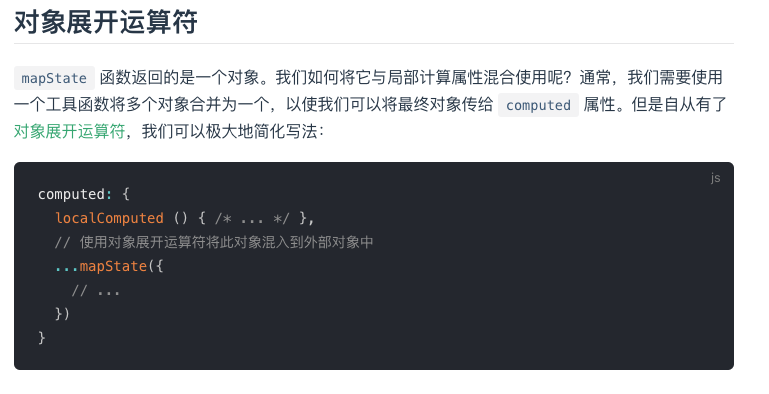 对象展开运算符
mapState 函数返回的是一个对象。我们如何将它与局部计算属性混合使用呢？通常，我们需要使用
一个工具函数将多个对象合并为一个，以使我们可以将最终对象传给 computed 属性。但是自从有了
对象展开运算符，我们可以极大地简化写法：
js
computed: {
  localComputed () { /* ... */ },
  // 使用对象展开运算符将此对象混入到外部对象中
  ...mapState({
    // ...
  })
}